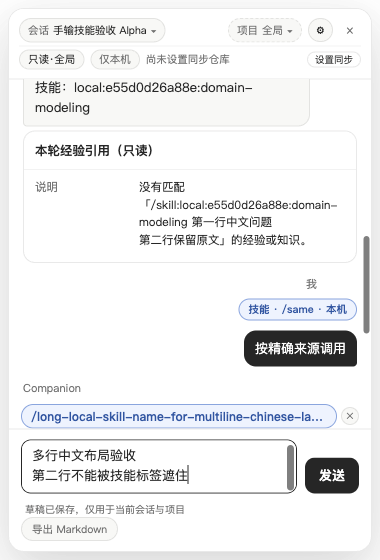 会话 手输技能验收 Alpha 项目 全局
只读·全局 仅本机 尚未设置同步仓库 设置同步
技能：local:e55d0d26a88e:domain-
modeling
本轮经验引用（只读）
说明 没有匹配
「/skill:local:e55d0d26a88e:domain-
modeling 第一行中文问题
第二行保留原文」的经验或知识。
我
技能 · /same · 本机
按精确来源调用
Companion
/long-local-skill-name-for-multiline-chinese-la...
多行中文布局验收
第二行不能被技能标签遮住
发送
草稿已保存，仅用于当前会话与项目
导出 Markdown